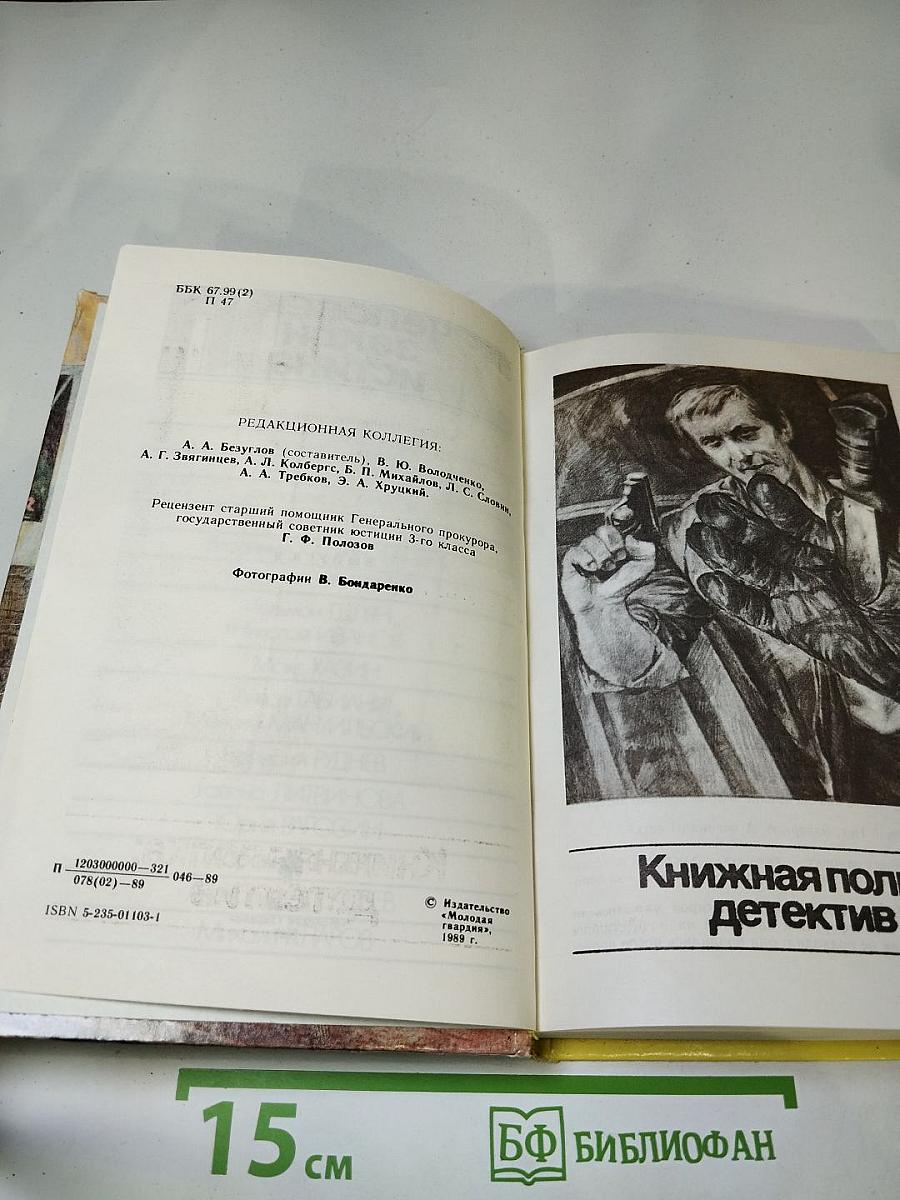 ББК 67.99(2)
П 47
РЕДАКЦИОННАЯ КОЛЛЕГИЯ:
А. А. Безуглов (составитель), В. Ю. Володченко,
А. Г. Звягинцев, А. Л. Колбергс, Б. П. Михайлов, Л. С. Словин,
А. А. Требков, Э. А. Хруцкий.
Рецензент старший помощник Генерального прокурора,
государственный советник юстиции 3-го класса
Г. Ф. Полозов
Фотографии В. Бондаренко
П 1203000000—321
078(02)—89
046—89
ISBN 5-235-01103-1
© Издательство
«Молодая
гвардия»,
1989 г.
Книжная пол
детектив
15 см
БФ БИБЛИОФАН